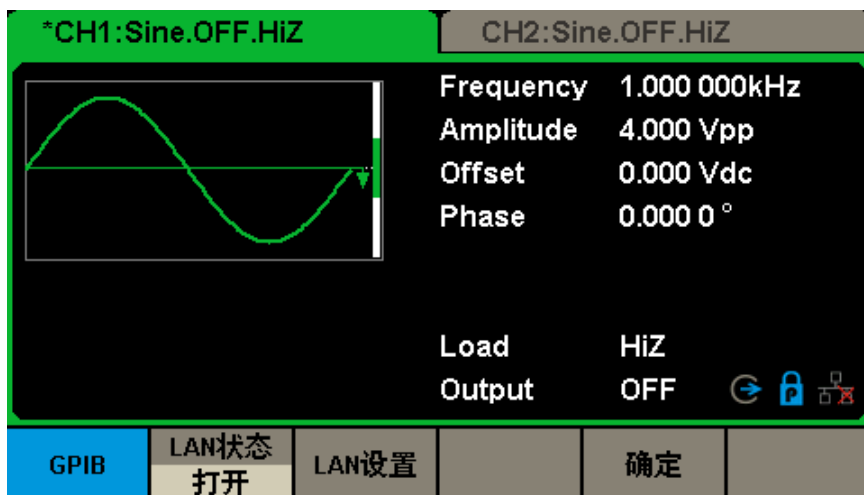 *CH1:Sine.OFF.HiZ
CH2:Sine.OFF.HiZ
Frequency 1.000 000kHz
Amplitude 4.000 Vpp
Offset 0.000 Vdc
Phase 0.000 0 °
Load HiZ
Output OFF
P
GPIB
LAN状态
打开
LAN设置
确定